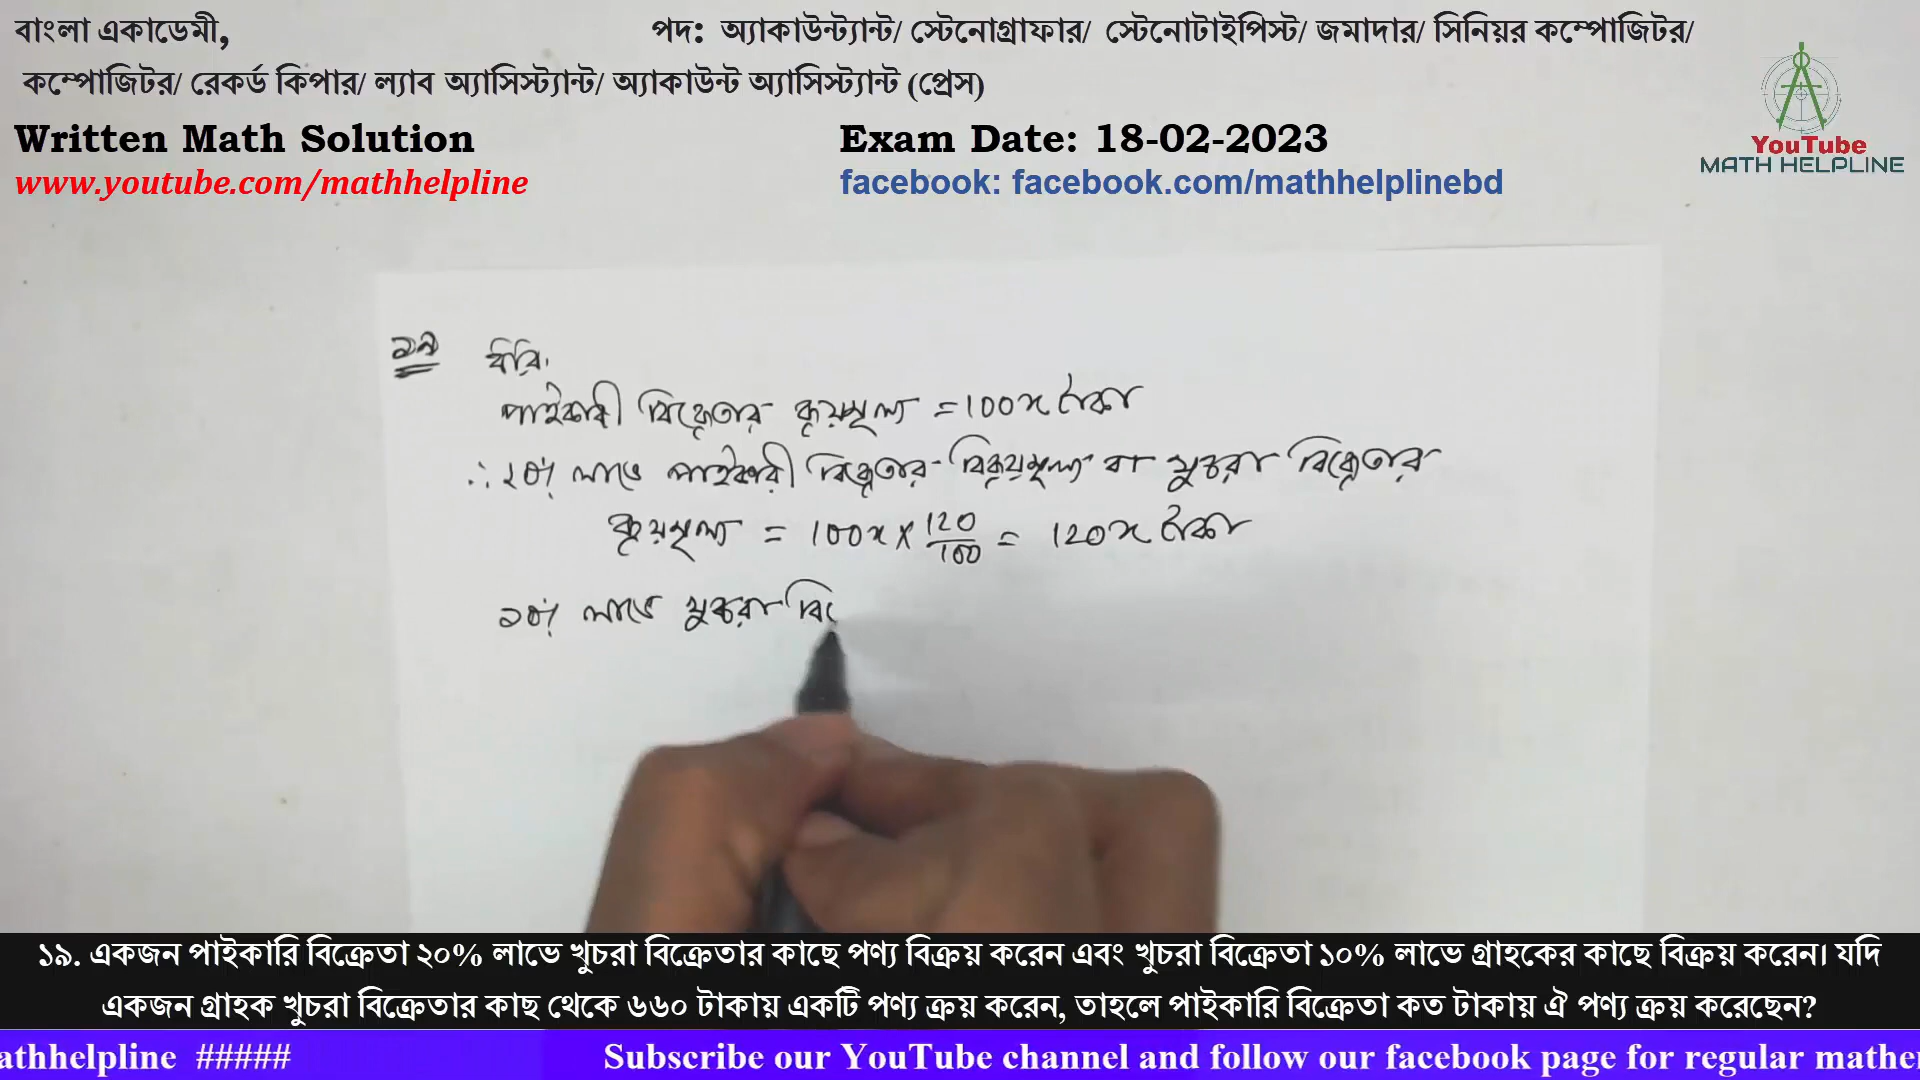 বাংলা একাডেমী, পদ: অ্যাকাউন্ট্যান্ট/ স্টেনোগ্রাফার/ স্টেনোটাইপিস্ট/ জমাদার/ সিনিয়র কম্পোজিটর/
কম্পোজিটর/ রেকর্ড কিপার/ ল্যাব অ্যাসিস্ট্যান্ট/ অ্যাকাউন্ট অ্যাসিস্ট্যান্ট (প্রেস)
Written Math Solution Exam Date: 18-02-2023
www.youtube.com/mathhelpline facebook: facebook.com/mathhelplinebd
YouTube
MATH HELPLINE
১৯ ধরি,
পাইকারী বিক্রেতার ক্রয়মূল্য = 100x টাকা
∴ ২০% লাভে পাইকারী বিক্রেতার বিক্রয়মূল্য বা খুচরা বিক্রেতার
ক্রয়মূল্য = 100x × 120/100 = 120x টাকা
১০% লাভে খুচরা বি
১৯. একজন পাইকারি বিক্রেতা ২০% লাভে খুচরা বিক্রেতার কাছে পণ্য বিক্রয় করেন এবং খুচরা বিক্রেতা ১০% লাভে গ্রাহকের কাছে বিক্রয় করেন। যদি
একজন গ্রাহক খুচরা বিক্রেতার কাছ থেকে ৬৬০ টাকায় একটি পণ্য ক্রয় করেন, তাহলে পাইকারি বিক্রেতা কত টাকায় ঐ পণ্য ক্রয় করেছেন?
athhelpline ##### Subscribe our YouTube channel and follow our facebook page for regular mathe